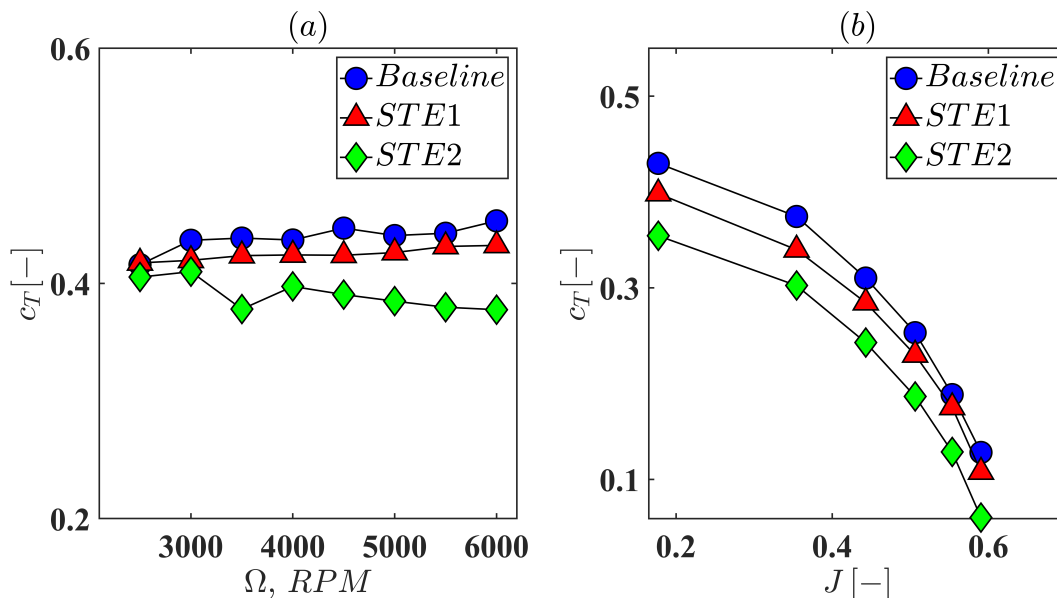 (a)
0.6
0.4
0.2
c_T [−]
Baseline
STE1
STE2
3000 4000 5000 6000
Ω, RPM
(b)
0.5
0.3
0.1
c_T [−]
Baseline
STE1
STE2
0.2 0.4 0.6
J [−]